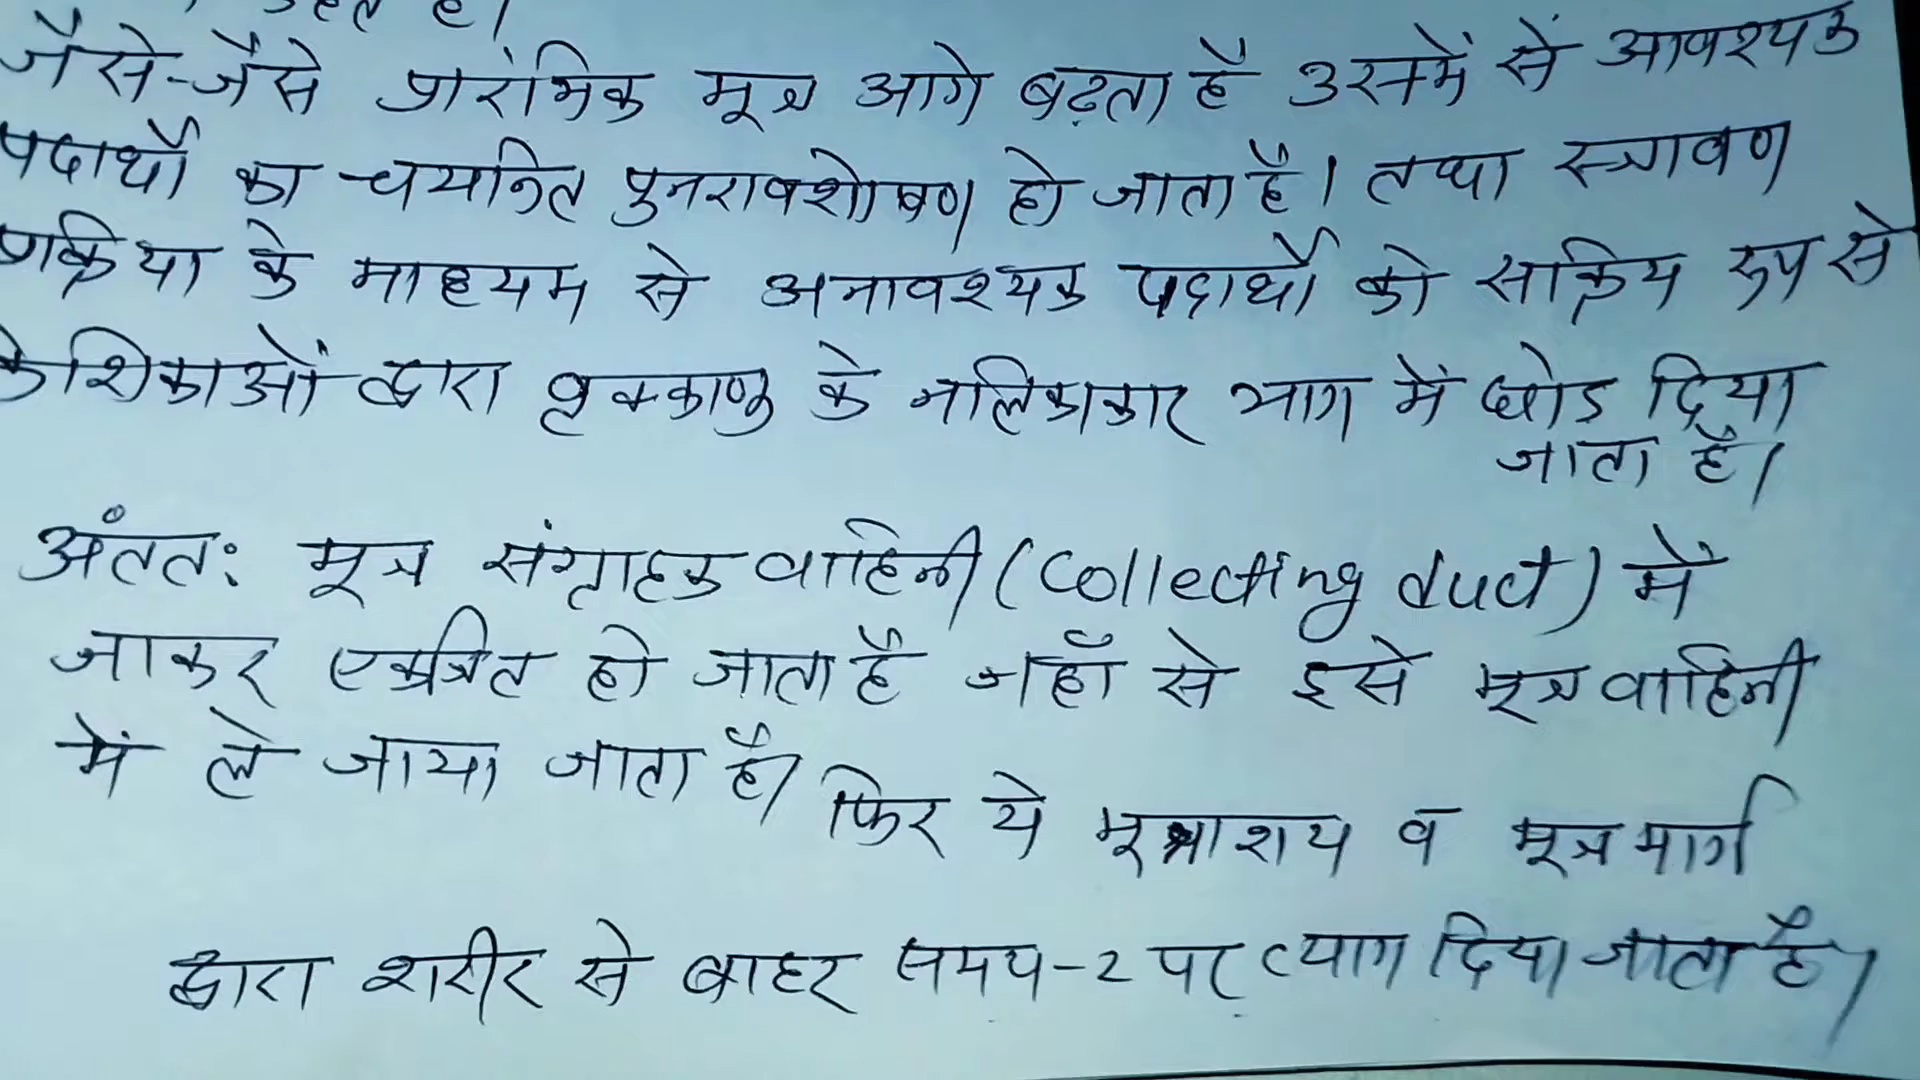 है।
जैसे-जैसे प्रारंभिक मूत्र आगे बढ़ता है उसमें से आवश्यक
पदार्थों का चयनित पुनरावशोषण हो जाता है। तथा स्त्रावण
प्रक्रिया के माध्यम से अनावश्यक पदार्थों को सक्रिय रूप से
केशिकाओं द्वारा वृक्काणु के नलिकाकार भाग में छोड दिया
जाता है।
अंततः मूत्र संग्राहक वाहिनी (Collecting duct) में
जाकर एकत्रित हो जाता है जहाँ से इसे मूत्रवाहिनी
में ले जाया जाता है।
फिर ये मूत्राशय व मूत्रमार्ग
द्वारा शरीर से बाहर समय-2 पर त्याग दिया जाता है।